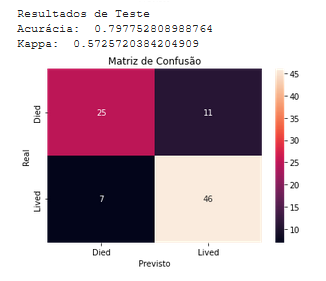 Resultados de Teste
Acurácia:  0.797752808988764
Kappa:  0.5725720384204909
Matriz de Confusão
Died
25
11
Real
Lived
7
46
Died
Lived
Previsto
45
40
35
30
25
20
15
10